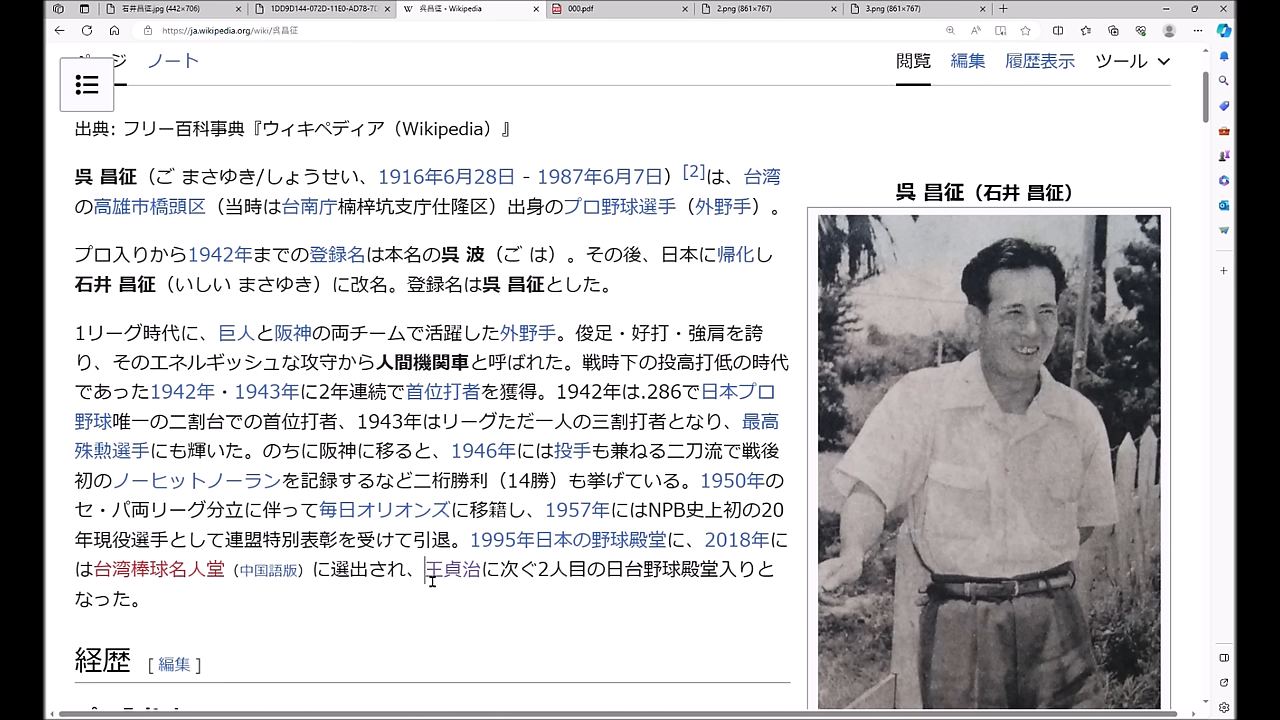 石井昌征.jpg (442×706)
1DD9D144-072D-11E0-AD78-7D
呉昌征 - Wikipedia
000.pdf
2.png (861×767)
3.png (861×767)
https://ja.wikipedia.org/wiki/呉昌征
ノート
閲覧 編集 履歴表示 ツール
出典: フリー百科事典『ウィキペディア（Wikipedia）』
呉 昌征（ご まさゆき/しょうせい、1916年6月28日 - 1987年6月7日）[2]は、台湾
の高雄市橋頭区（当時は台南庁楠梓坑支庁仕隆区）出身のプロ野球選手（外野手）。
プロ入りから1942年までの登録名は本名の呉 波（ご は）。その後、日本に帰化し
石井 昌征（いしい まさゆき）に改名。登録名は呉 昌征とした。
1リーグ時代に、巨人と阪神の両チームで活躍した外野手。俊足・好打・強肩を誇
り、そのエネルギッシュな攻守から人間機関車と呼ばれた。戦時下の投高打低の時代
であった1942年・1943年に2年連続で首位打者を獲得。1942年は.286で日本プロ
野球唯一の二割台での首位打者、1943年はリーグただ一人の三割打者となり、最高
殊勲選手にも輝いた。のちに阪神に移ると、1946年には投手も兼ねる二刀流で戦後
初のノーヒットノーランを記録するなど二桁勝利（14勝）も挙げている。1950年の
セ・パ両リーグ分立に伴って毎日オリオンズに移籍し、1957年にはNPB史上初の20
年現役選手として連盟特別表彰を受けて引退。1995年日本の野球殿堂に、2018年に
は台湾棒球名人堂（中国語版）に選出され、王貞治に次ぐ2人目の日台野球殿堂入りと
なった。
経歴 [ 編集 ]
呉 昌征（石井 昌征）